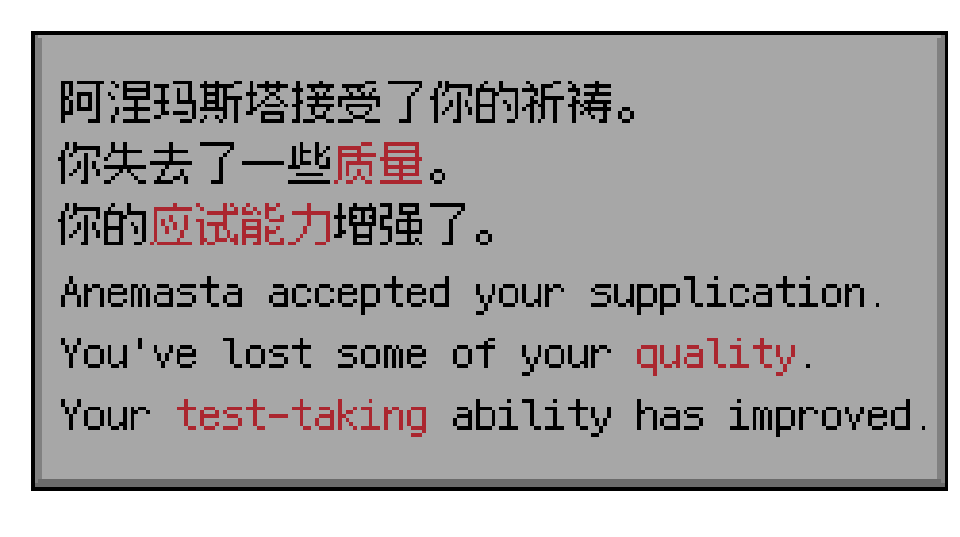 阿涅玛斯塔接受了你的祈祷。
你失去了一些质量。
你的应试能力增强了。
Anemasta accepted your supplication.
You've lost some of your quality.
Your test-taking ability has improved.